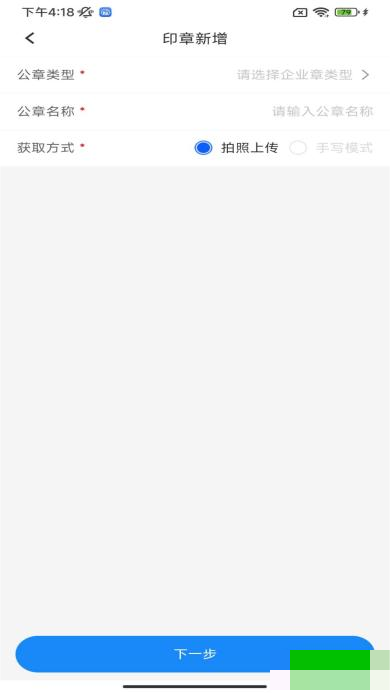 下午4:18
79
印章新增
公章类型 * 请选择企业章类型
公章名称 * 请输入公章名称
获取方式 * 拍照上传 手写模式
下一步